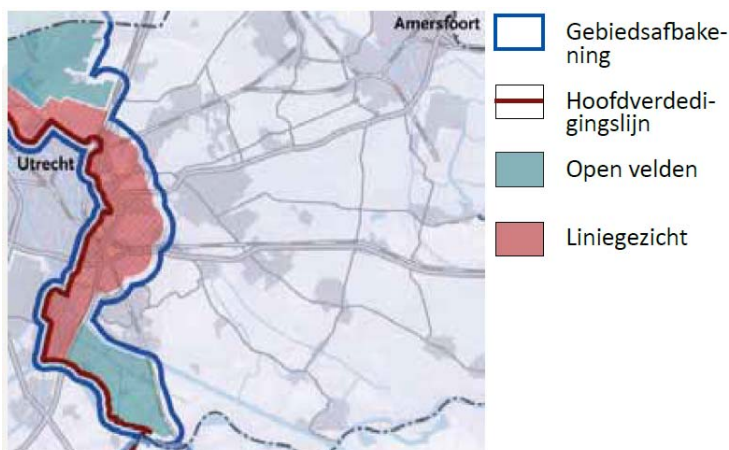 Amersfoort
Utrecht
Gebiedsafbake-
ning
Hoofdverdedi-
gingslijn
Open velden
Liniegezicht